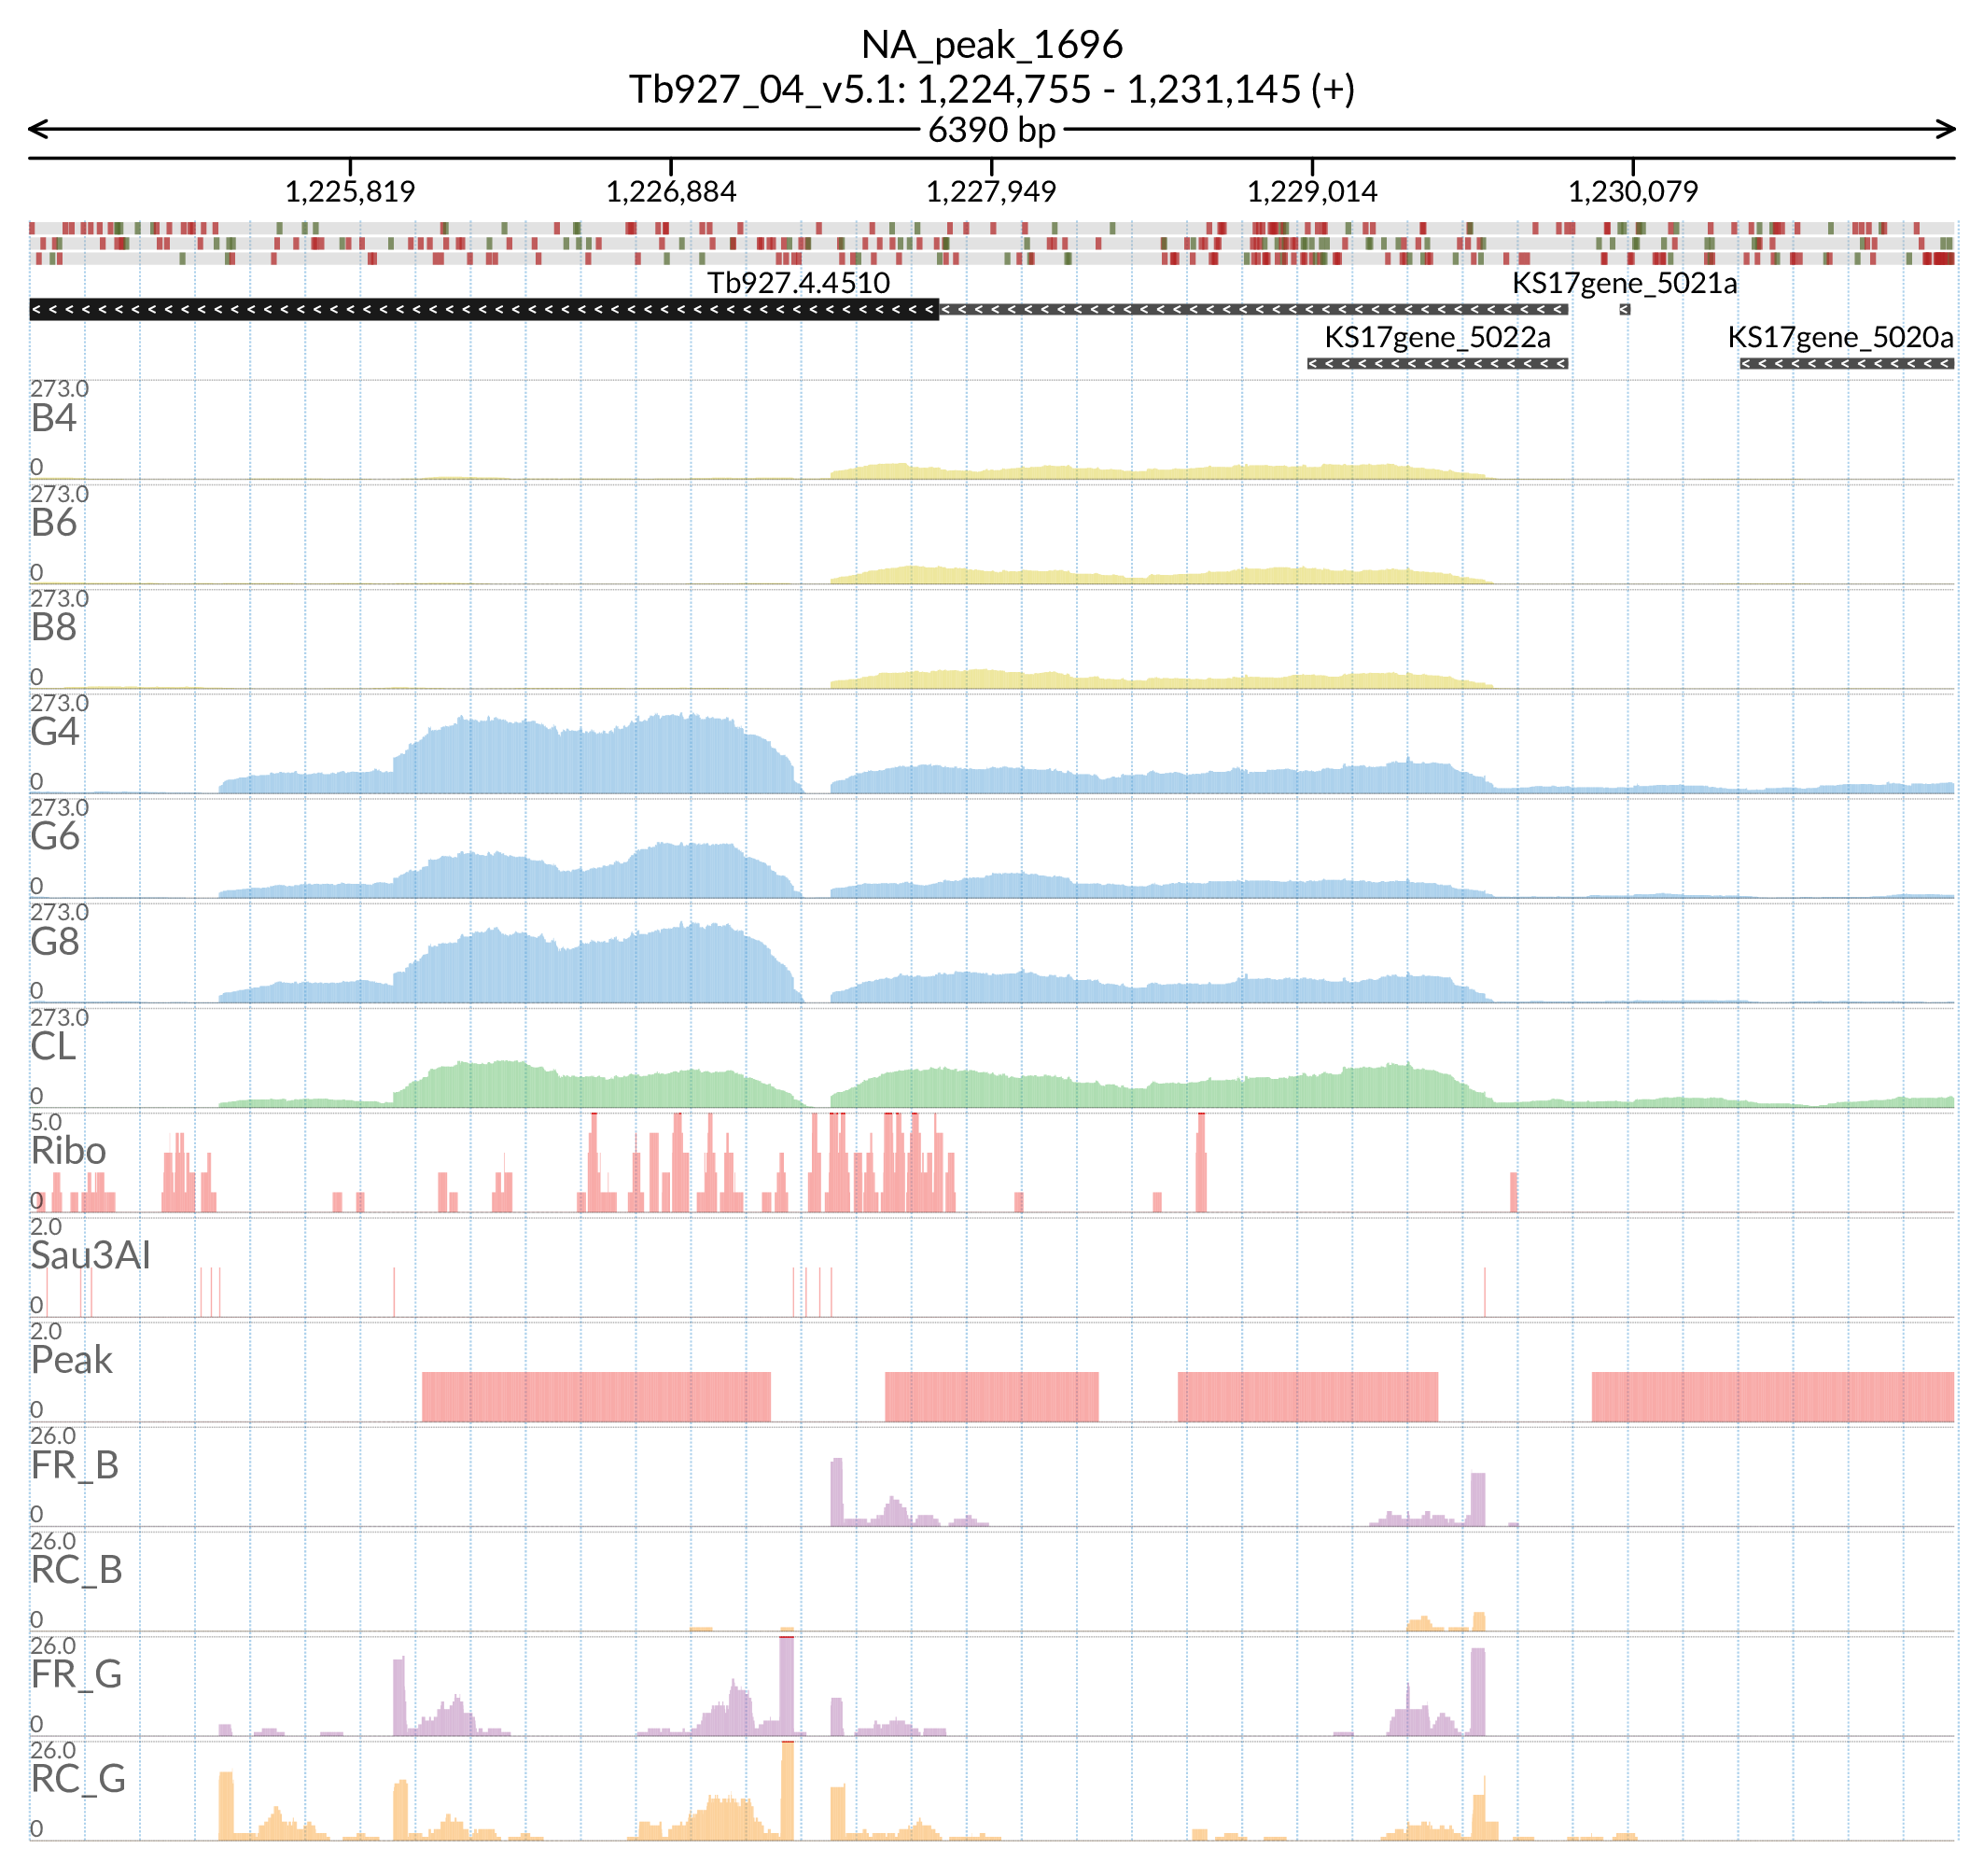 NA_peak_1696
Tb927_04_v5.1: 1,224,755 - 1,231,145 (+)
6390 bp
1,225,819 1,226,884 1,227,949 1,229,014 1,230,079
Tb927.4.4510 KS17gene_5021a
KS17gene_5022a KS17gene_5020a
273.0
B4
0
273.0
B6
0
273.0
B8
0
273.0
G4
0
273.0
G6
0
273.0
G8
0
273.0
CL
0
5.0
Ribo
0
2.0
Sau3AI
0
2.0
Peak
0
26.0
FR_B
0
26.0
RC_B
0
26.0
FR_G
0
26.0
RC_G
0